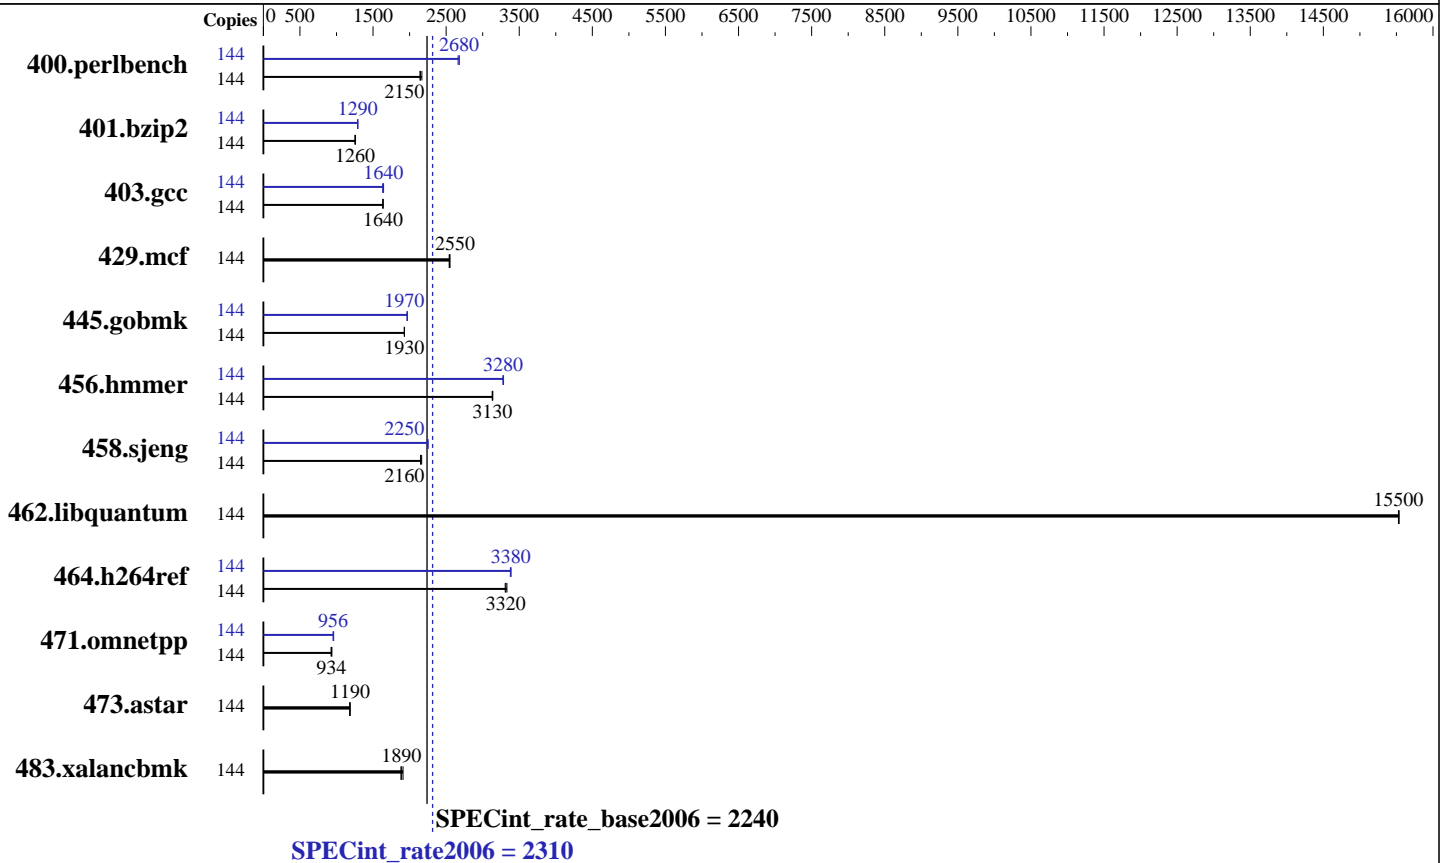 Copies 0 500 1500 2500 3500 4500 5500 6500 7500 8500 9500 10500 11500 12500 13500 14500 16000
400.perlbench 144 2680
144 2150
401.bzip2 144 1290
144 1260
403.gcc 144 1640
144 1640
429.mcf 144 2550
445.gobmk 144 1970
144 1930
456.hmmer 144 3280
144 3130
458.sjeng 144 2250
144 2160
462.libquantum 144 15500
464.h264ref 144 3380
144 3320
471.omnetpp 144 956
144 934
473.astar 144 1190
483.xalancbmk 144 1890
SPECint_rate_base2006 = 2240
SPECint_rate2006 = 2310